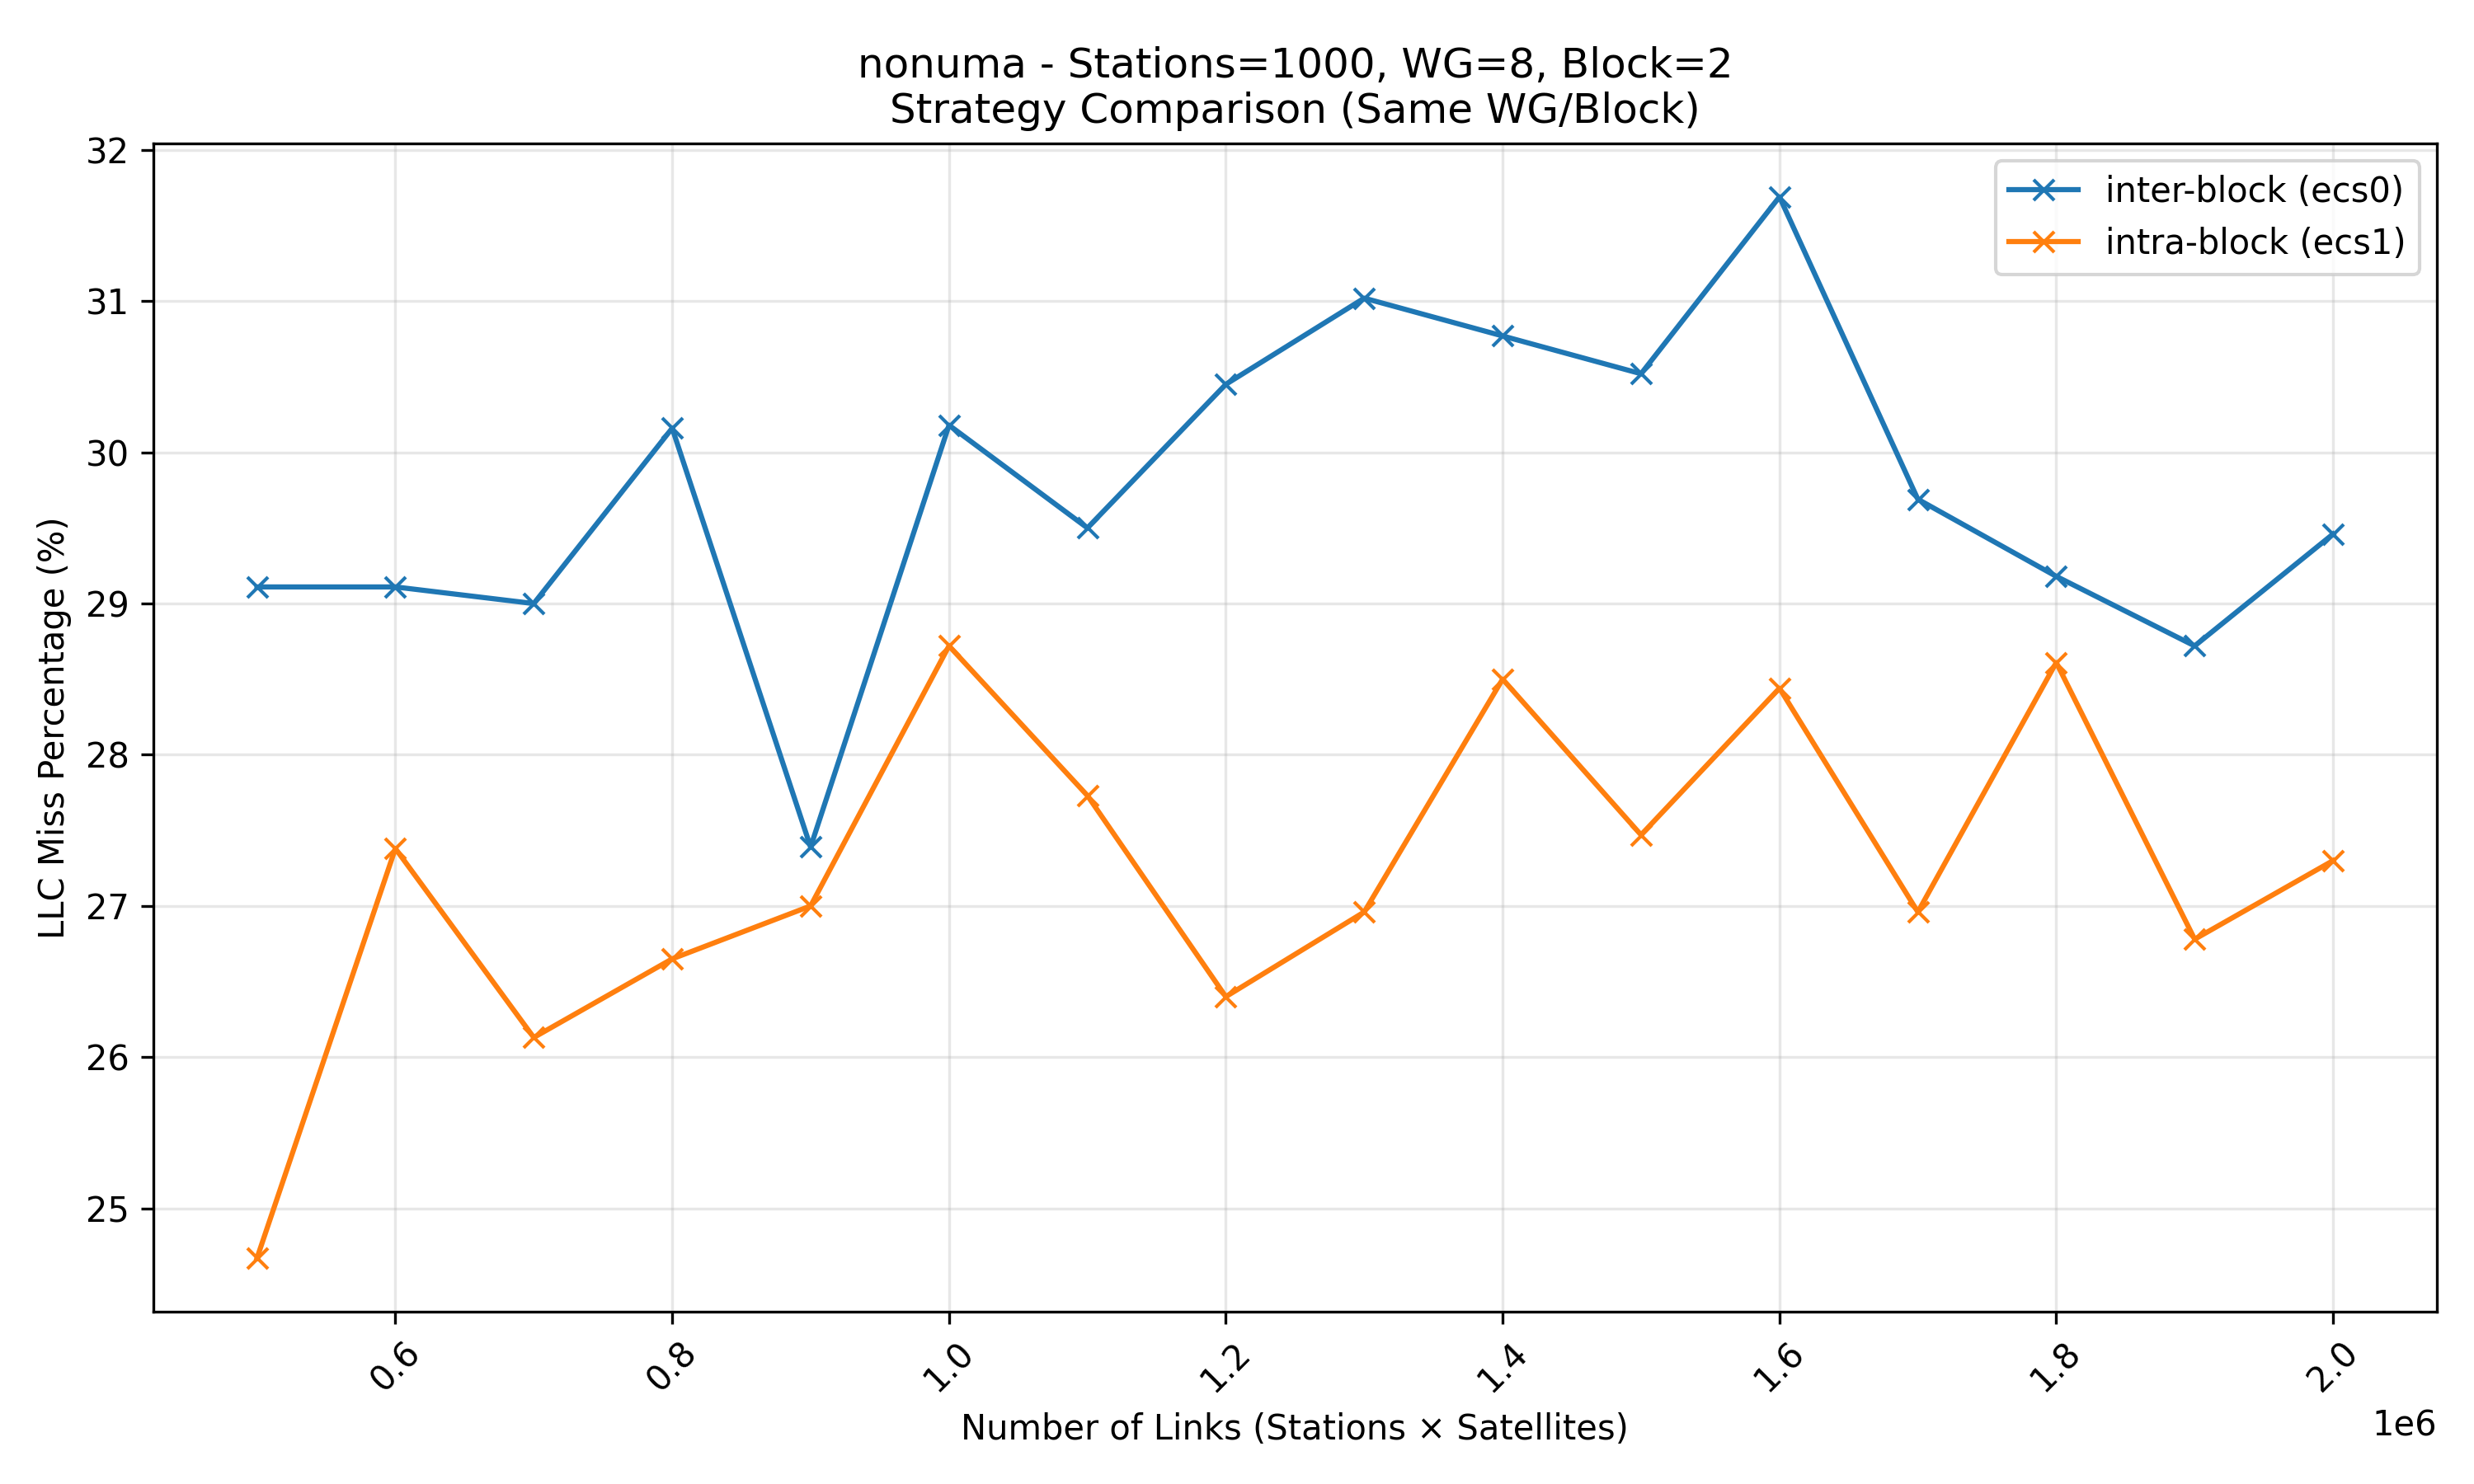 nonuma - Stations=1000, WG=8, Block=2
Strategy Comparison (Same WG/Block)
inter-block (ecs0)
intra-block (ecs1)
LLC Miss Percentage (%)
32
31
30
29
28
27
26
25
0.6
0.8
1.0
1.2
1.4
1.6
1.8
2.0
1e6
Number of Links (Stations × Satellites)